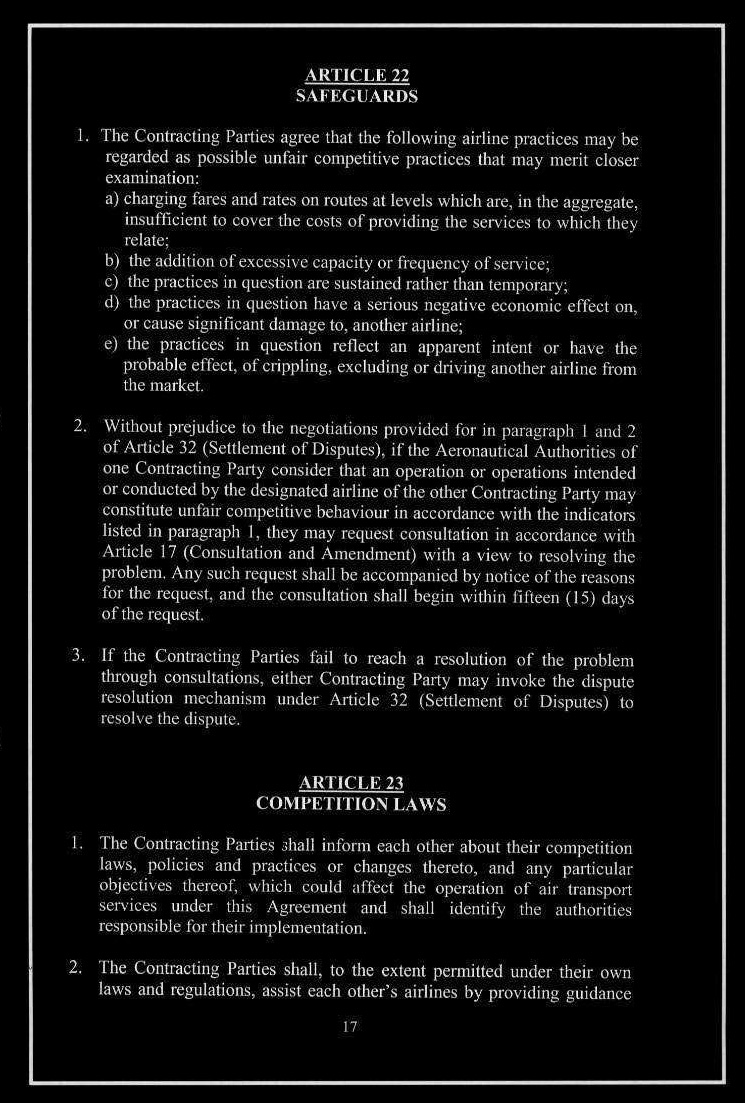 ARTICLE 22
SAFEGUARDS
1. The Contracting Parties agree that the following airline practices may be
regarded as possible unfair competitive practices that may merit closer
examination:
a) charging fares and rates on routes at levels which are, in the aggregate,
insufficient to cover the costs of providing the services to which they
relate;
b) the addition of excessive capacity or frequency of service;
c) the practices in question are sustained rather than temporary;
d) the practices in question have a serious negative economic effect on,
or cause significant damage to, another airline;
e) the practices in question reflect an apparent intent or have the
probable effect, of crippling, excluding or driving another airline from
the market.
2. Without prejudice to the negotiations provided for in paragraph 1 and 2
of Article 32 (Settlement of Disputes), if the Aeronautical Authorities of
one Contracting Party consider that an operation or operations intended
or conducted by the designated airline of the other Contracting Party may
constitute unfair competitive behaviour in accordance with the indicators
listed in paragraph 1, they may request consultation in accordance with
Article 17 (Consultation and Amendment) with a view to resolving the
problem. Any such request shall be accompanied by notice of the reasons
for the request, and the consultation shall begin within fifteen (15) days
of the request.
3. If the Contracting Parties fail to reach a resolution of the problem
through consultations, either Contracting Party may invoke the dispute
resolution mechanism under Article 32 (Settlement of Disputes) to
resolve the dispute.
ARTICLE 23
COMPETITION LAWS
1. The Contracting Parties shall inform each other about their competition
laws, policies and practices or changes thereto, and any particular
objectives thereof, which could affect the operation of air transport
services under this Agreement and shall identify the authorities
responsible for their implementation.
2. The Contracting Parties shall, to the extent permitted under their own
laws and regulations, assist each other's airlines by providing guidance
17